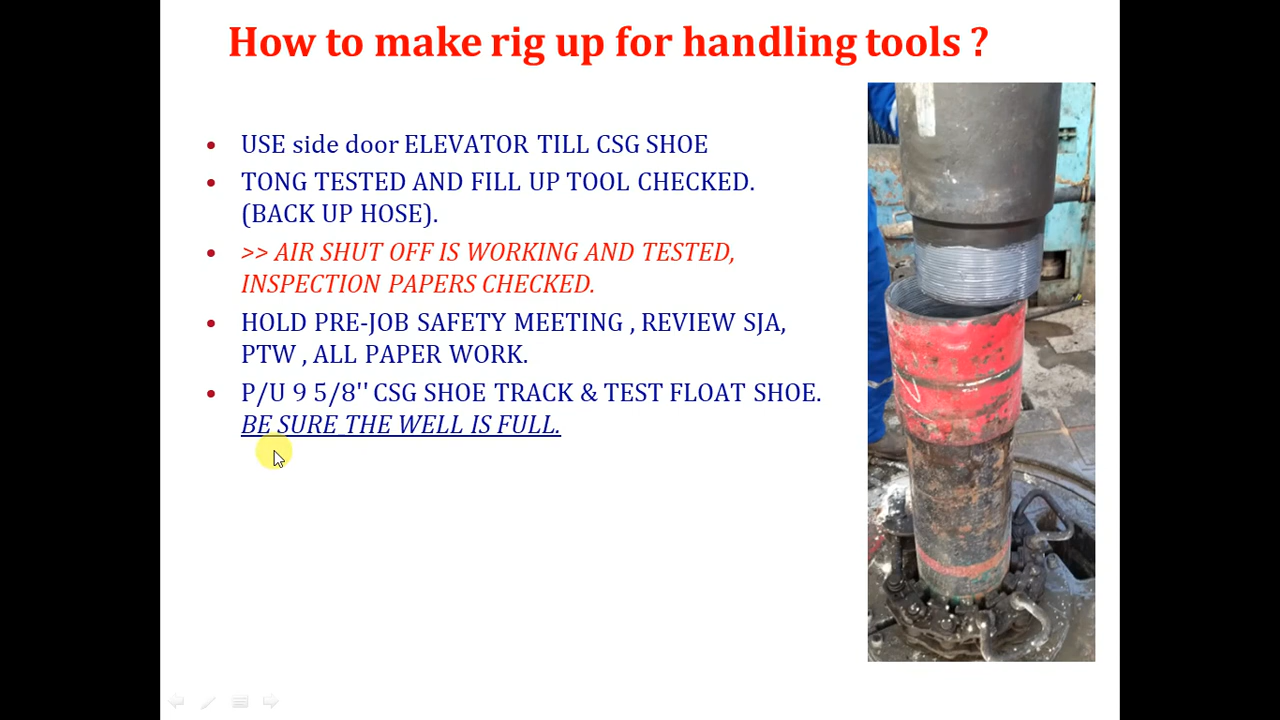 How to make rig up for handling tools ?
• USE side door ELEVATOR TILL CSG SHOE
• TONG TESTED AND FILL UP TOOL CHECKED.
(BACK UP HOSE).
• >> AIR SHUT OFF IS WORKING AND TESTED,
INSPECTION PAPERS CHECKED.
• HOLD PRE-JOB SAFETY MEETING , REVIEW SJA,
PTW , ALL PAPER WORK.
• P/U 9 5/8'' CSG SHOE TRACK & TEST FLOAT SHOE.
BE SURE THE WELL IS FULL.